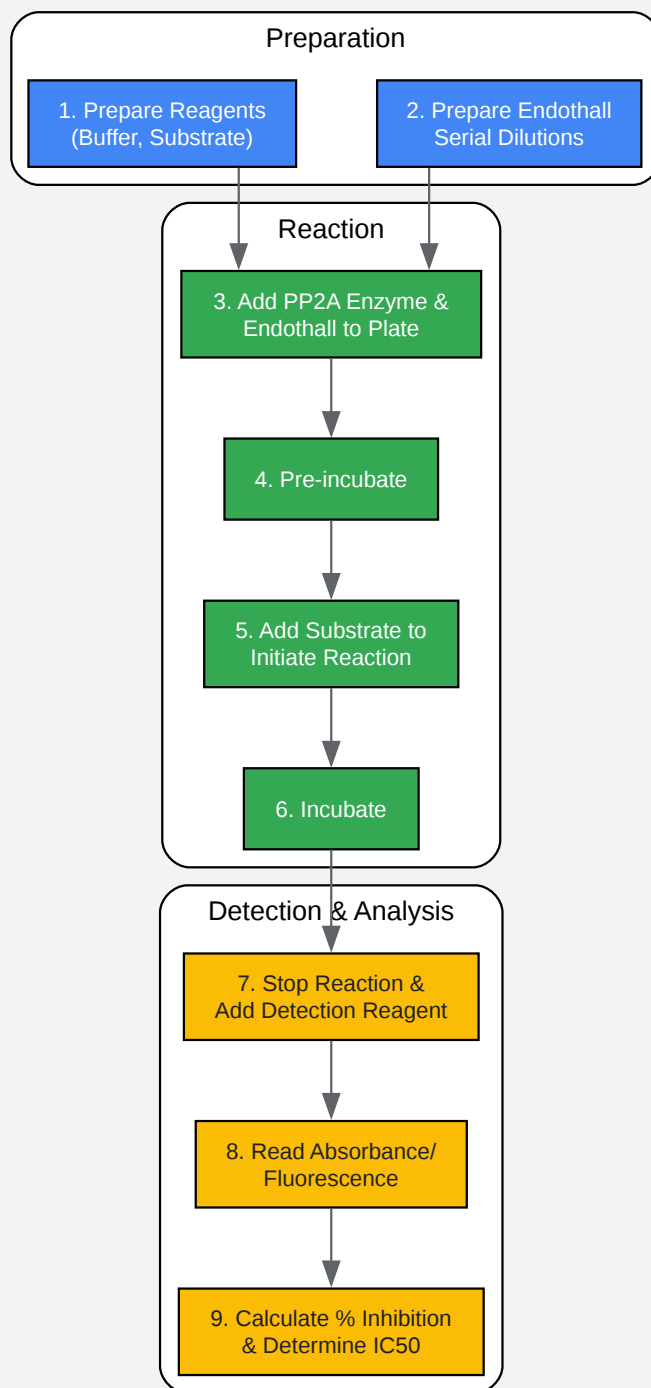 Preparation
1. Prepare Reagents
(Buffer, Substrate)
2. Prepare Endothall
Serial Dilutions
Reaction
3. Add PP2A Enzyme &
Endothall to Plate
4. Pre-incubate
5. Add Substrate to
Initiate Reaction
6. Incubate
Detection & Analysis
7. Stop Reaction &
Add Detection Reagent
8. Read Absorbance/
Fluorescence
9. Calculate % Inhibition
& Determine IC50